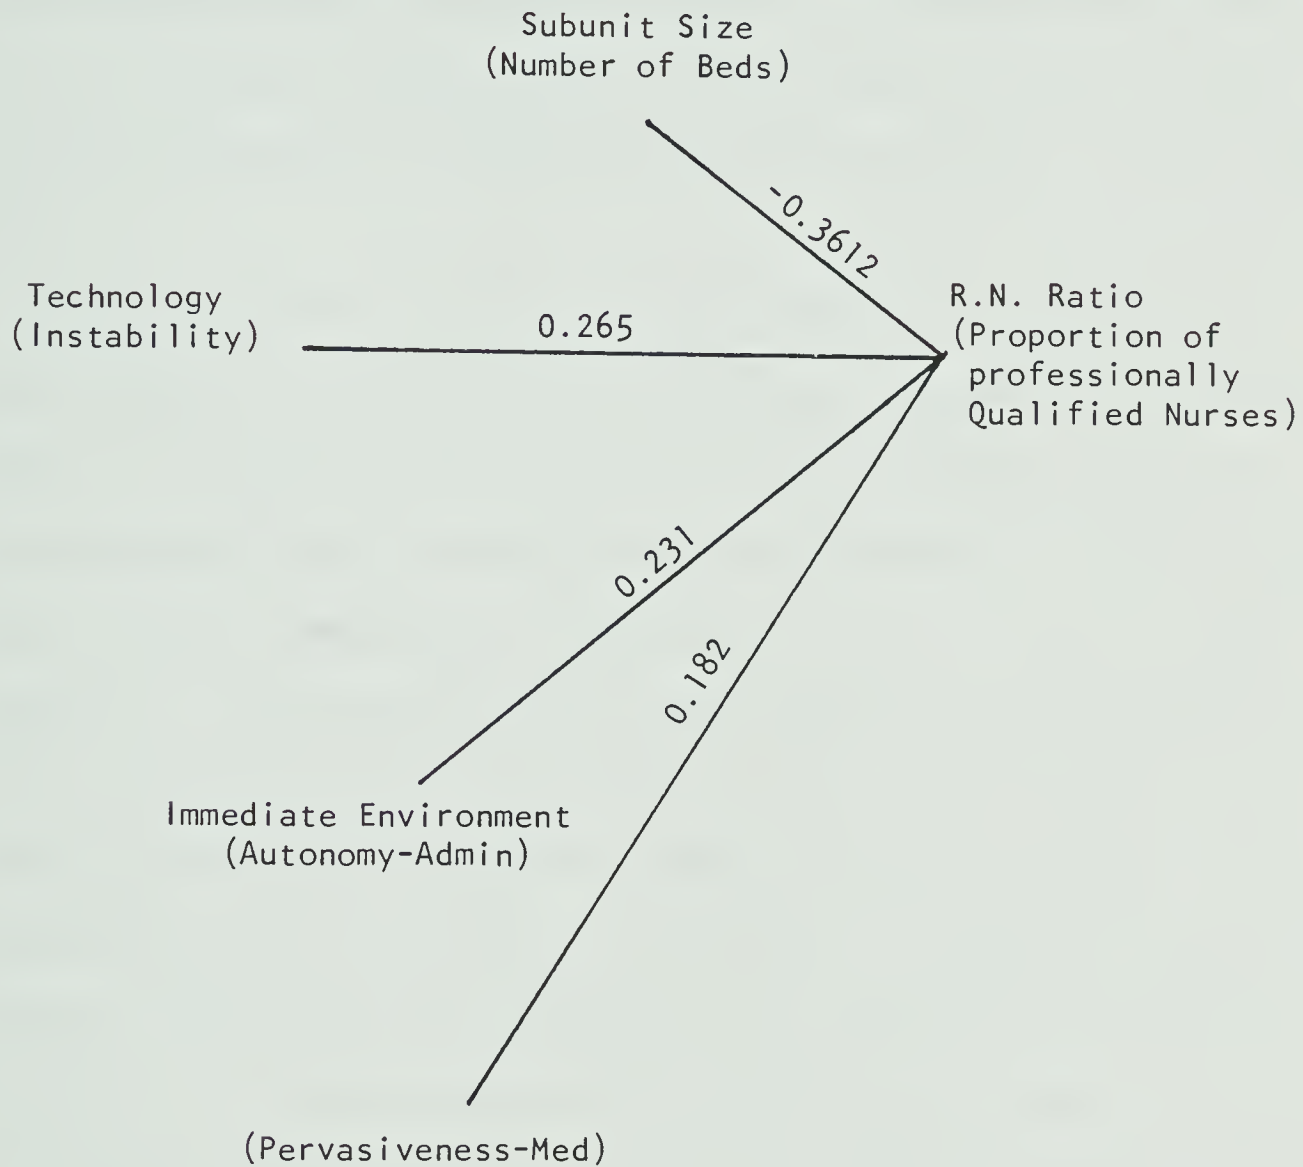 Subunit Size
(Number of Beds)
-0.3612
Technology
(Instability)
0.265
R.N. Ratio
(Proportion of
professionally
Qualified Nurses)
0.231
0.182
Immediate Environment
(Autonomy-Admin)
(Pervasiveness-Med)